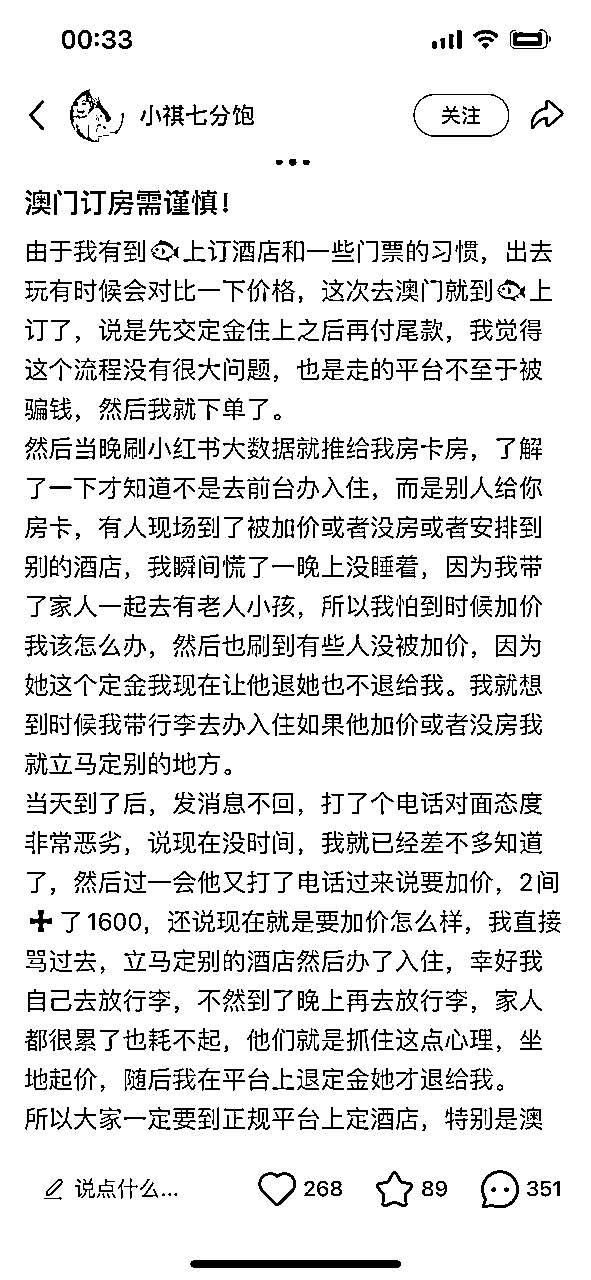 00:33
小祺七分饱
关注
澳门订房需谨慎！
由于我有到🐟上订酒店和一些门票的习惯，出去
玩有时候会对比一下价格，这次去澳门就到🐟上
订了，说是先交定金住上之后再付尾款，我觉得
这个流程没有很大问题，也是走的平台不至于被
骗钱，然后我就下单了。
然后当晚刷小红书大数据就推给我房卡房，了解
了一下才知道不是去前台办入住，而是别人给你
房卡，有人现场到了被加价或者没房或者安排到
别的酒店，我瞬间慌了一晚上没睡着，因为我带
了家人一起去有老人小孩，所以我怕到时候加价
我该怎么办，然后也刷到有些人没被加价，因为
她这个定金我现在让他退她也不退给我。我就想
到时候我带行李去办入住如果他加价或者没房我
就立马定别的地方。
当天到了后，发消息不回，打了个电话对面态度
非常恶劣，说现在没时间，我就已经差不多知道
了，然后过一会他又打了电话过来说要加价，2间
➕了1600，还说现在就是要加价怎么样，我直接
骂过去，立马定别的酒店然后办了入住，幸好我
自己去放行李，不然到了晚上再去放行李，家人
都很累了也耗不起，他们就是抓住这点心理，坐
地起价，随后我在平台上退定金她才退给我。
所以大家一定要到正规平台上定酒店，特别是澳
说点什么...
268
89
351